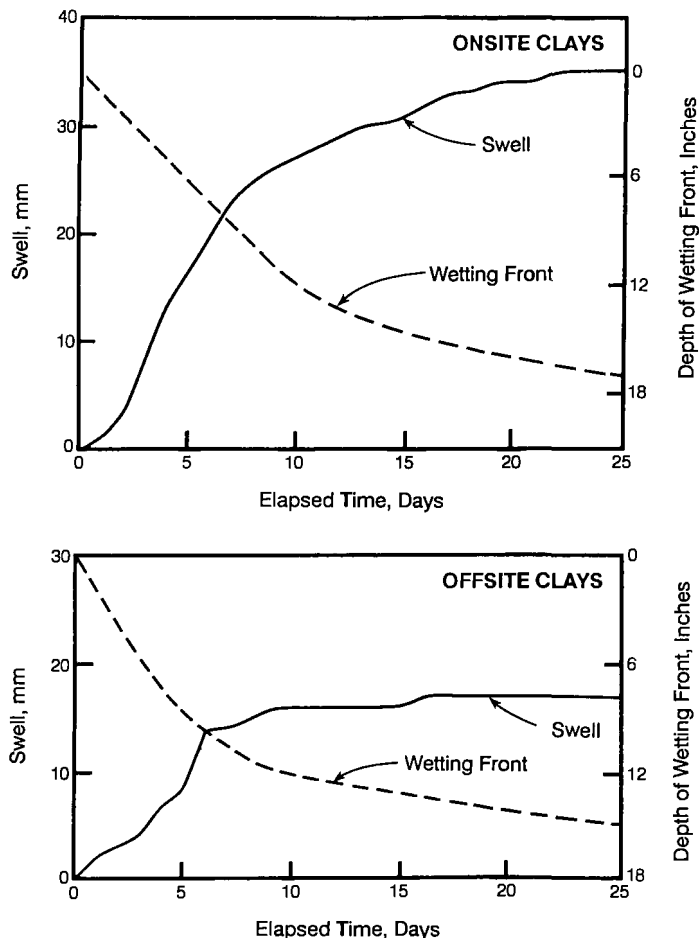 ONSITE CLAYS
Swell, mm
40
30
20
10
0
Swell
Wetting Front
Depth of Wetting Front, Inches
0
6
12
18
0 5 10 15 20 25
Elapsed Time, Days
OFFSITE CLAYS
Swell, mm
30
20
10
0
Swell
Wetting Front
Depth of Wetting Front, Inches
0
6
12
18
0 5 10 15 20 25
Elapsed Time, Days